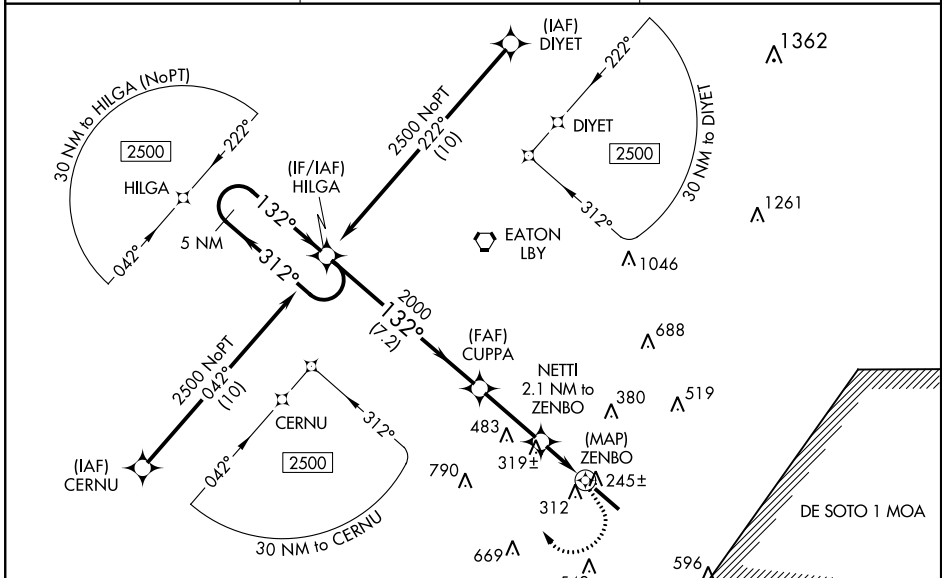 (IAF)
DIYET
1362
30 NM to HILGA (NoPT)
222°
2500
HILGA
042°
2500 NoPT
222°
(10)
222°
DIYET
2500
312°
30 NM to DIYET
(IF/IAF)
HILGA
132°
5 NM
312°
EATON
LBY
1261
1046
2000
132°
(7.2)
(FAF)
CUPPA
688
2500 NoPT
042°
(10)
NETTI
2.1 NM to
ZENBO
380
519
CERNU
312°
042°
2500
30 NM to CERNU
483
319±
(MAP)
ZENBO
(IAF)
CERNU
790
245±
312
DE SOTO 1 MOA
669
596